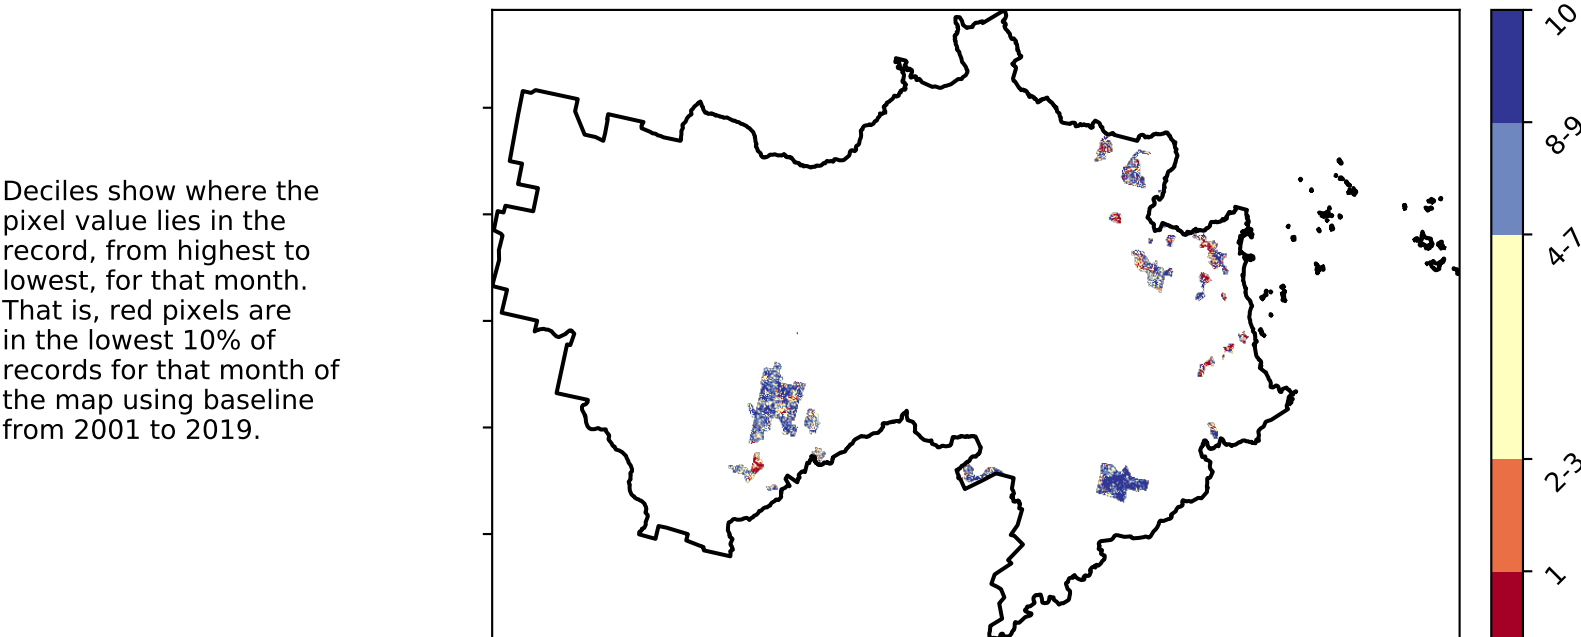 Deciles show where the
pixel value lies in the
record, from highest to
lowest, for that month.
That is, red pixels are
in the lowest 10% of
records for that month of
the map using baseline
from 2001 to 2019.
10
8-9
4-7
2-3
1